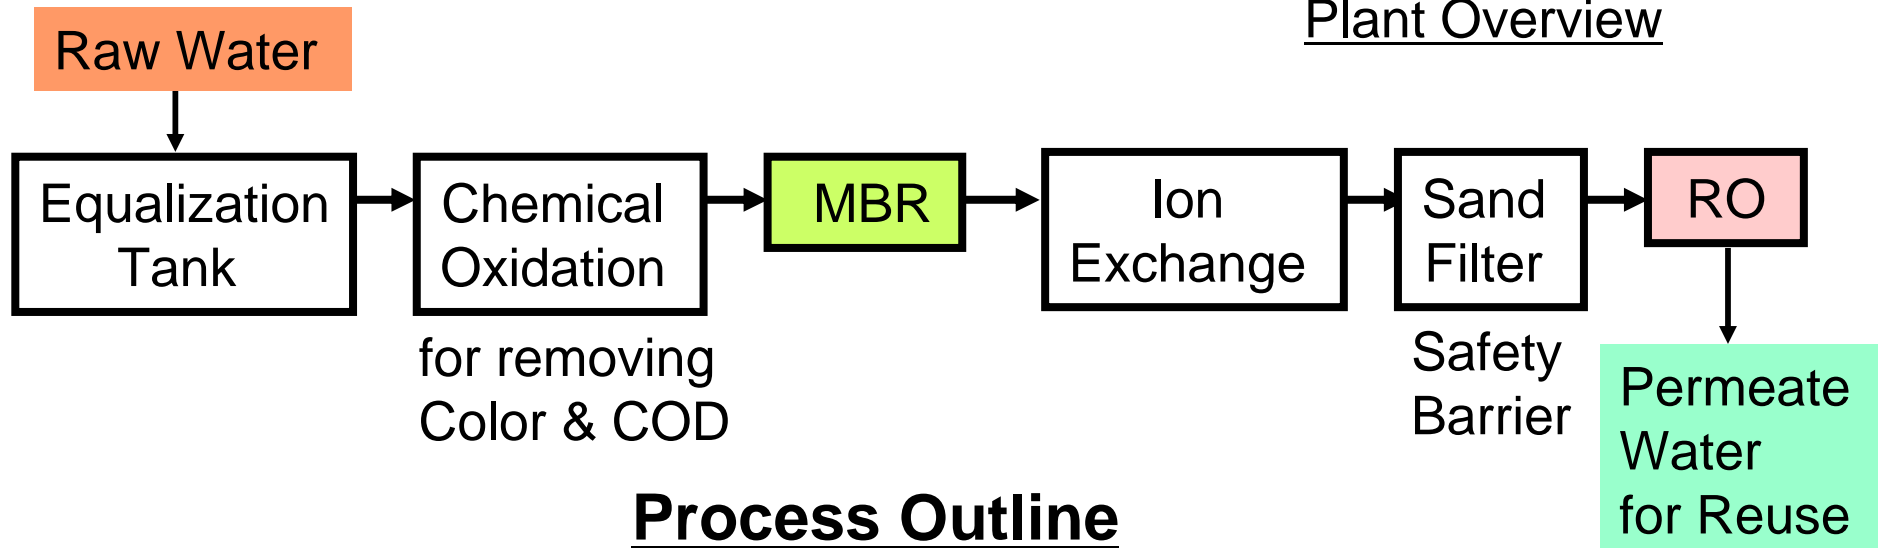 Plant Overview
Raw Water
Equalization
Tank
Chemical
Oxidation
for removing
Color & COD
MBR
Ion
Exchange
Sand
Filter
Safety
Barrier
RO
Permeate
Water
for Reuse
Process Outline